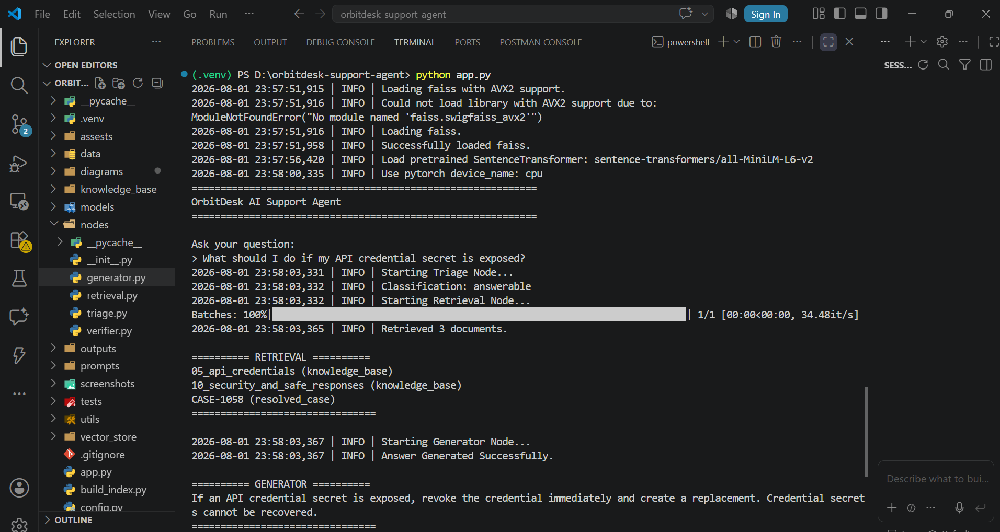 File Edit Selection View Go Run ··· orbitdesk-support-agent Sign In
EXPLORER ···
OPEN EDITORS
ORBIT...
__pycache__
.venv
assests
data
diagrams
knowledge_base
models
nodes
__pycache__
__init__.py
generator.py
retrieval.py
triage.py
verifier.py
outputs
prompts
screenshots
tests
utils
vector_store
.gitignore
app.py
build_index.py
config.py
OUTLINE
2
PROBLEMS OUTPUT DEBUG CONSOLE TERMINAL PORTS POSTMAN CONSOLE powershell
(.venv) PS D:\orbitdesk-support-agent> python app.py
2026-08-01 23:57:51,915 | INFO | Loading faiss with AVX2 support.
2026-08-01 23:57:51,916 | INFO | Could not load library with AVX2 support due to:
ModuleNotFoundError("No module named 'faiss.swigfaiss_avx2'")
2026-08-01 23:57:51,916 | INFO | Loading faiss.
2026-08-01 23:57:51,958 | INFO | Successfully loaded faiss.
2026-08-01 23:57:56,420 | INFO | Load pretrained SentenceTransformer: sentence-transformers/all-MiniLM-L6-v2
2026-08-01 23:58:00,335 | INFO | Use pytorch device_name: cpu
============================================================
OrbitDesk AI Support Agent
============================================================
Ask your question:
> What should I do if my API credential secret is exposed?
2026-08-01 23:58:03,331 | INFO | Starting Triage Node...
2026-08-01 23:58:03,332 | INFO | Classification: answerable
2026-08-01 23:58:03,332 | INFO | Starting Retrieval Node...
Batches: 100%| | 1/1 [00:00<00:00, 34.48it/s]
2026-08-01 23:58:03,365 | INFO | Retrieved 3 documents.
========== RETRIEVAL ==========
05_api_credentials (knowledge_base)
10_security_and_safe_responses (knowledge_base)
CASE-1058 (resolved_case)
================================
2026-08-01 23:58:03,367 | INFO | Starting Generator Node...
2026-08-01 23:58:03,367 | INFO | Answer Generated Successfully.
========== GENERATOR ==========
If an API credential secret is exposed, revoke the credential immediately and create a replacement. Credential secret
s cannot be recovered.
================================
SESS...
Describe what to bui...